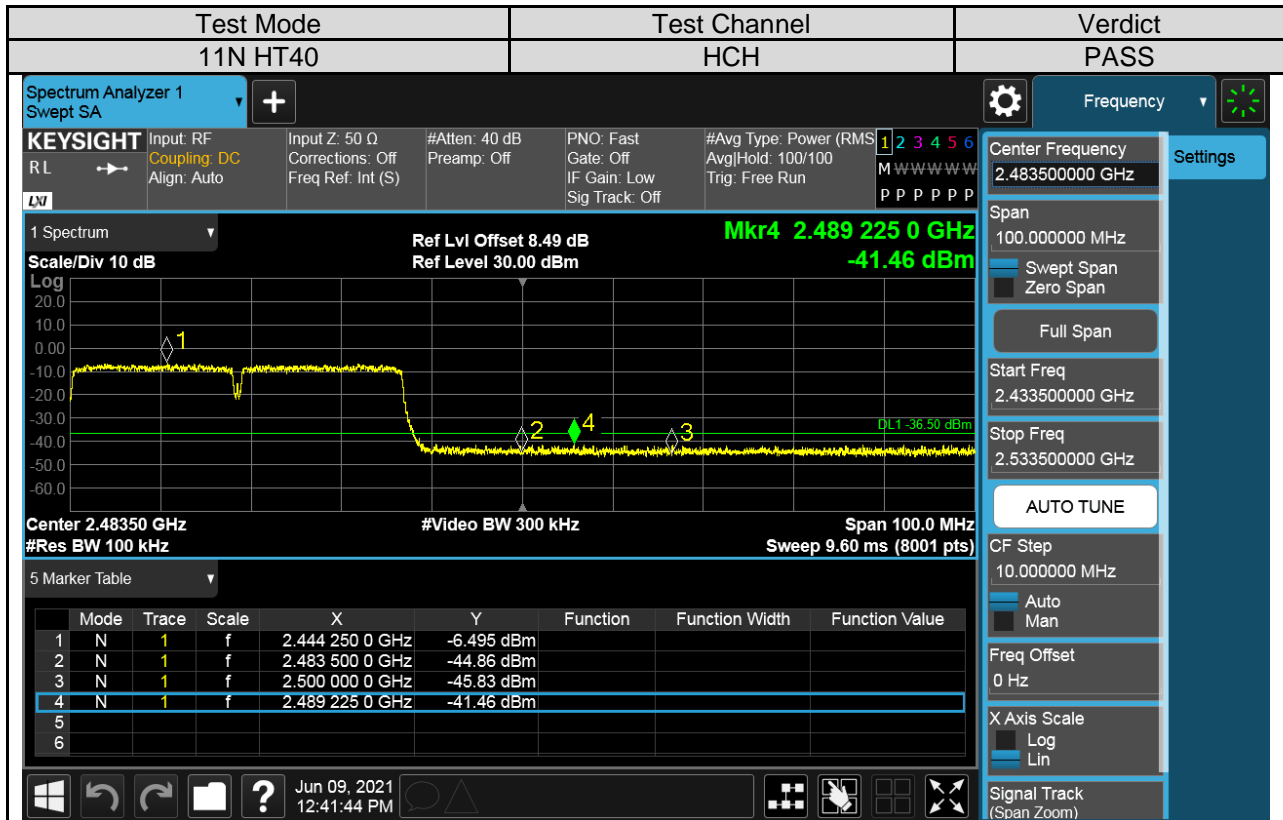 Test Mode Test Channel Verdict
11N HT40 HCH PASS
Spectrum Analyzer 1
Swept SA
+
Frequency
KEYSIGHT Input: RF Input Z: 50 Ω #Atten: 40 dB PNO: Fast #Avg Type: Power (RMS 1 2 3 4 5 6
RL Coupling: DC Corrections: Off Preamp: Off Gate: Off Avg|Hold: 100/100 M W W W W W
Align: Auto Freq Ref: Int (S) IF Gain: Low Trig: Free Run
LXI Sig Track: Off P P P P P P
1 Spectrum
Scale/Div 10 dB
Ref Lvl Offset 8.49 dB
Ref Level 30.00 dBm
Mkr4 2.489 225 0 GHz
-41.46 dBm
Log
20.0
10.0
0.00
-10.0
-20.0
-30.0
-40.0
-50.0
-60.0
1
2
4
3
DL1 -36.50 dBm
Center 2.48350 GHz #Video BW 300 kHz Span 100.0 MHz
#Res BW 100 kHz Sweep 9.60 ms (8001 pts)
5 Marker Table
Mode Trace Scale X Y Function Function Width Function Value
1 N 1 f 2.444 250 0 GHz -6.495 dBm
2 N 1 f 2.483 500 0 GHz -44.86 dBm
3 N 1 f 2.500 000 0 GHz -45.83 dBm
4 N 1 f 2.489 225 0 GHz -41.46 dBm
5
6
?
Jun 09, 2021
12:41:44 PM
Center Frequency
2.483500000 GHz
Settings
Span
100.000000 MHz
Swept Span
Zero Span
Full Span
Start Freq
2.433500000 GHz
Stop Freq
2.533500000 GHz
AUTO TUNE
CF Step
10.000000 MHz
Auto
Man
Freq Offset
0 Hz
X Axis Scale
Log
Lin
Signal Track
(Span Zoom)